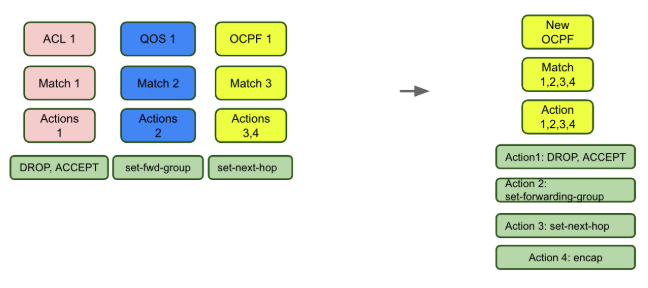 ACL 1
QOS 1
OCPF 1
Match 1
Match 2
Match 3
Actions
1
Actions
2
Actions
3,4
DROP, ACCEPT
set-fwd-group
set-next-hop
New
OCPF
Match
1,2,3,4
Action
1,2,3,4
Action1: DROP, ACCEPT
Action 2:
set-forwarding-group
Action 3: set-next-hop
Action 4: encap